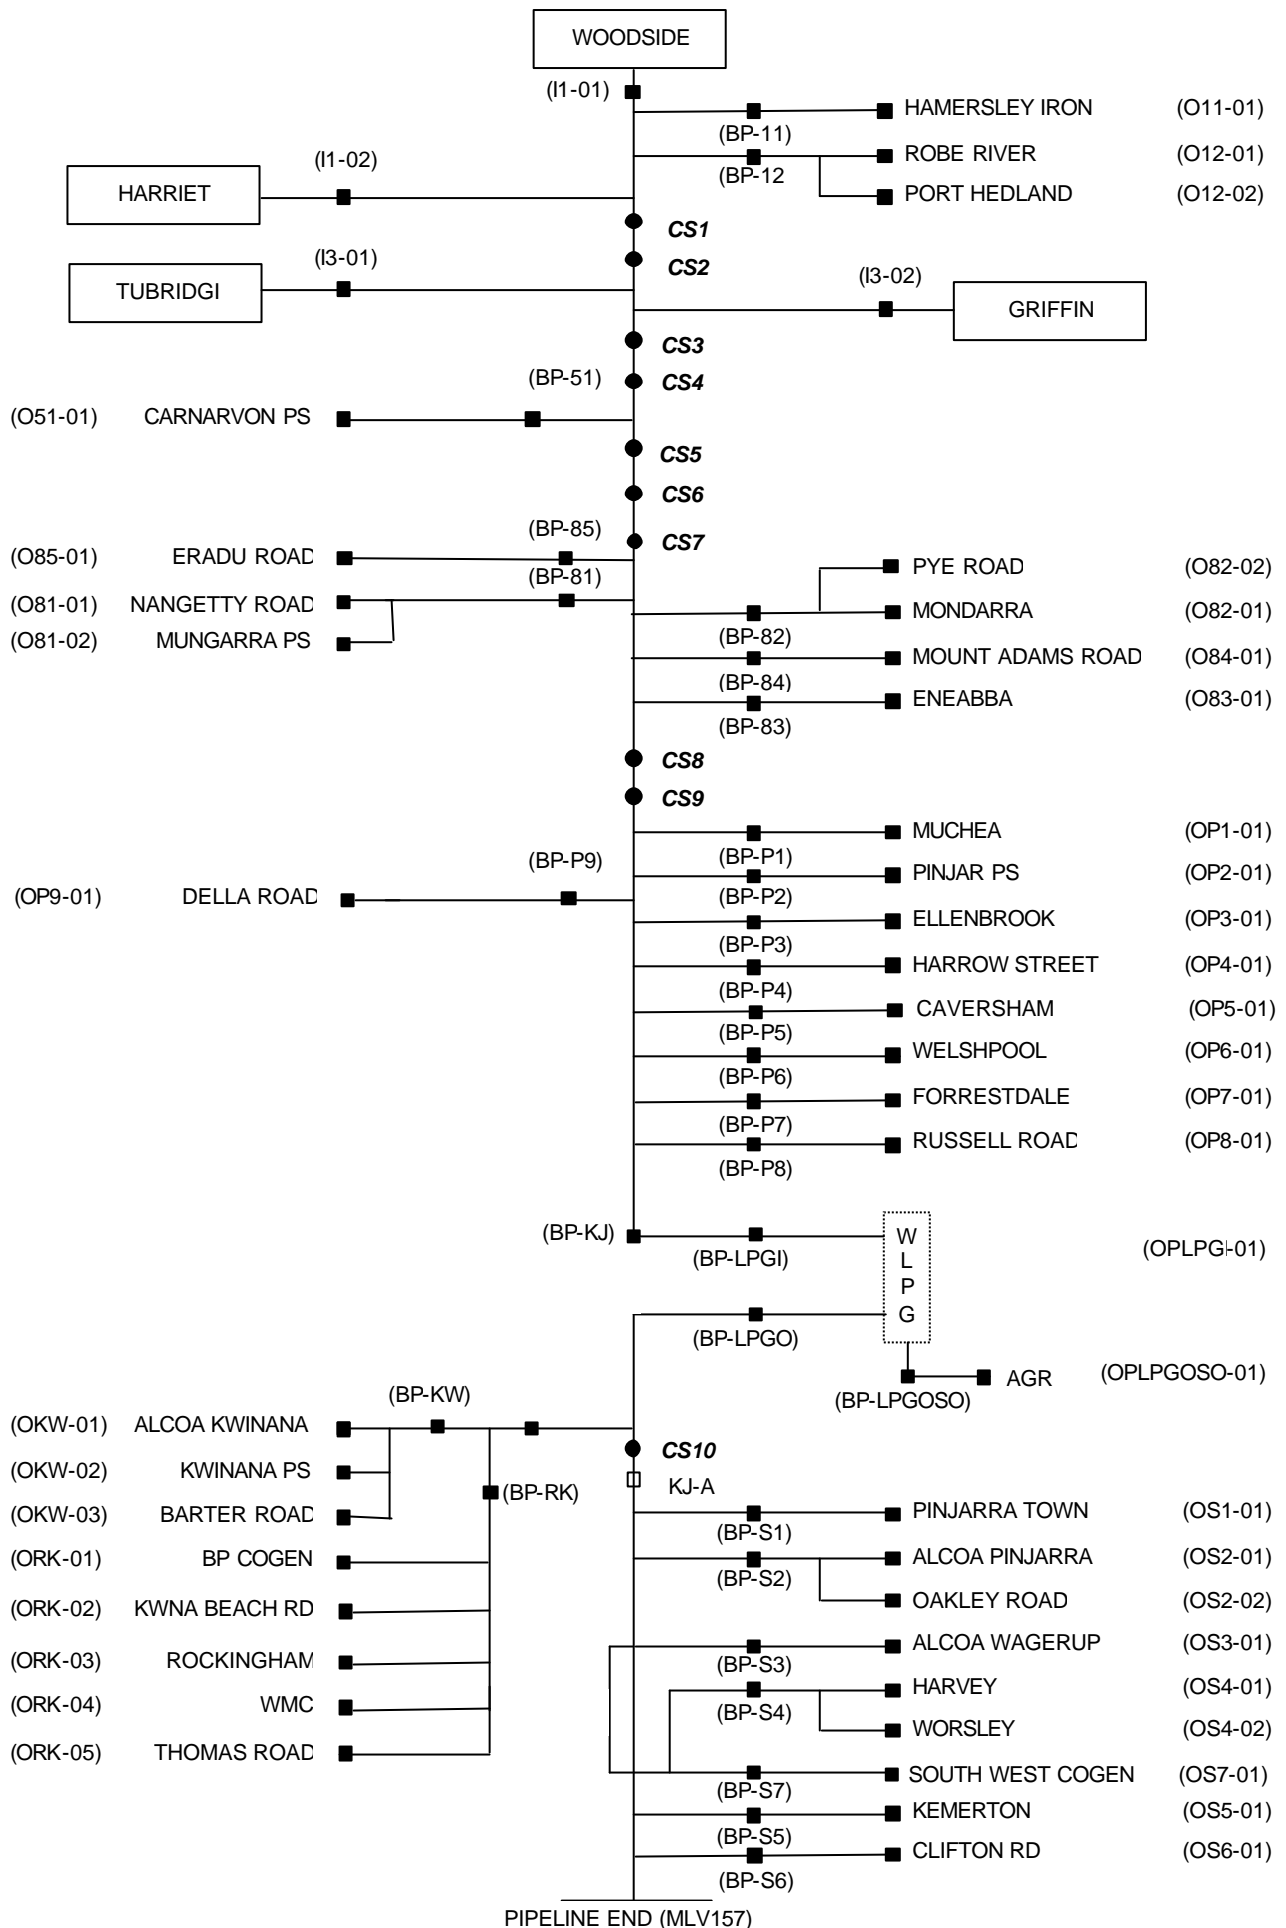 WOODSIDE
(I1-01)
HAMERSLEY IRON (O11-01)
(BP-11)
(I1-02)
ROBE RIVER (O12-01)
(BP-12
HARRIET
PORT HEDLAND (O12-02)
CS1
(I3-01)
CS2
(I3-02)
TUBRIDGI
GRIFFIN
CS3
(BP-51)
CS4
(O51-01) CARNARVON PS
CS5
CS6
(BP-85)
CS7
(O85-01) ERADU ROAD
PYE ROAD (O82-02)
(BP-81)
(O81-01) NANGETTY ROAD
MONDARRA (O82-01)
(O81-02) MUNGARRA PS
(BP-82)
MOUNT ADAMS ROAD (O84-01)
(BP-84)
ENEABBA (O83-01)
(BP-83)
CS8
CS9
MUCHEA (OP1-01)
(BP-P9)
(BP-P1)
PINJAR PS (OP2-01)
(OP9-01) DELLA ROAD
(BP-P2)
ELLENBROOK (OP3-01)
(BP-P3)
HARROW STREET (OP4-01)
(BP-P4)
CAVERSHAM (OP5-01)
(BP-P5)
WELSHPOOL (OP6-01)
(BP-P6)
FORRESTDALE (OP7-01)
(BP-P7)
RUSSELL ROAD (OP8-01)
(BP-P8)
(BP-KJ)
W
L
P
G
(OPLPGI-01)
(BP-LPGI)
(BP-LPGO)
AGR (OPLPGOSO-01)
(BP-LPGOSO)
(BP-KW)
(OKW-01) ALCOA KWINANA
CS10
(OKW-02) KWINANA PS
KJ-A
(BP-RK)
(OKW-03) BARTER ROAD
PINJARRA TOWN (OS1-01)
(BP-S1)
(ORK-01) BP COGEN
ALCOA PINJARRA (OS2-01)
(BP-S2)
(ORK-02) KWNA BEACH RD
OAKLEY ROAD (OS2-02)
ALCOA WAGERUP (OS3-01)
(ORK-03) ROCKINGHAM
(BP-S3)
HARVEY (OS4-01)
(ORK-04) WMC
(BP-S4)
WORSLEY (OS4-02)
(ORK-05) THOMAS ROAD
SOUTH WEST COGEN (OS7-01)
(BP-S7)
KEMERTON (OS5-01)
(BP-S5)
CLIFTON RD (OS6-01)
(BP-S6)
PIPELINE END (MLV157)